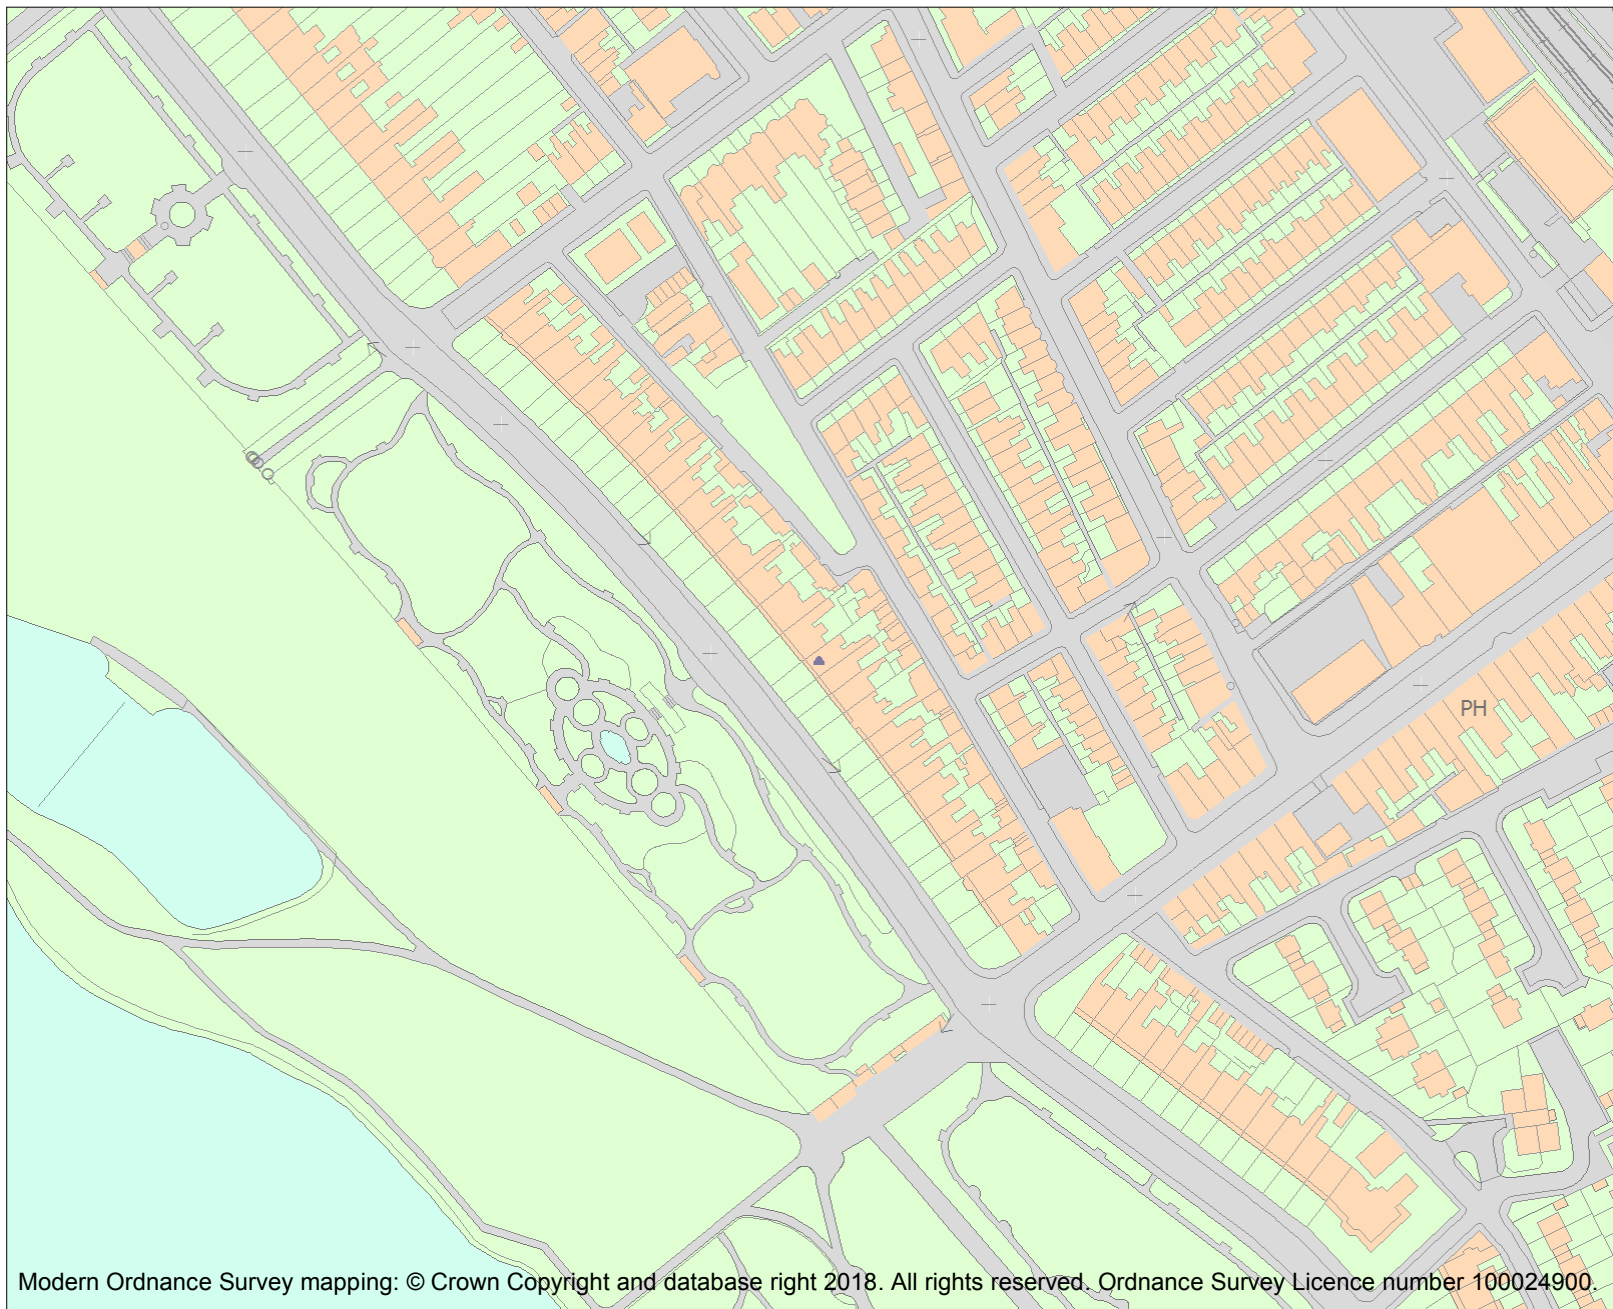 PH
Modern Ordnance Survey mapping: © Crown Copyright and database right 2018. All rights reserved. Ordnance Survey Licence number 100024900.